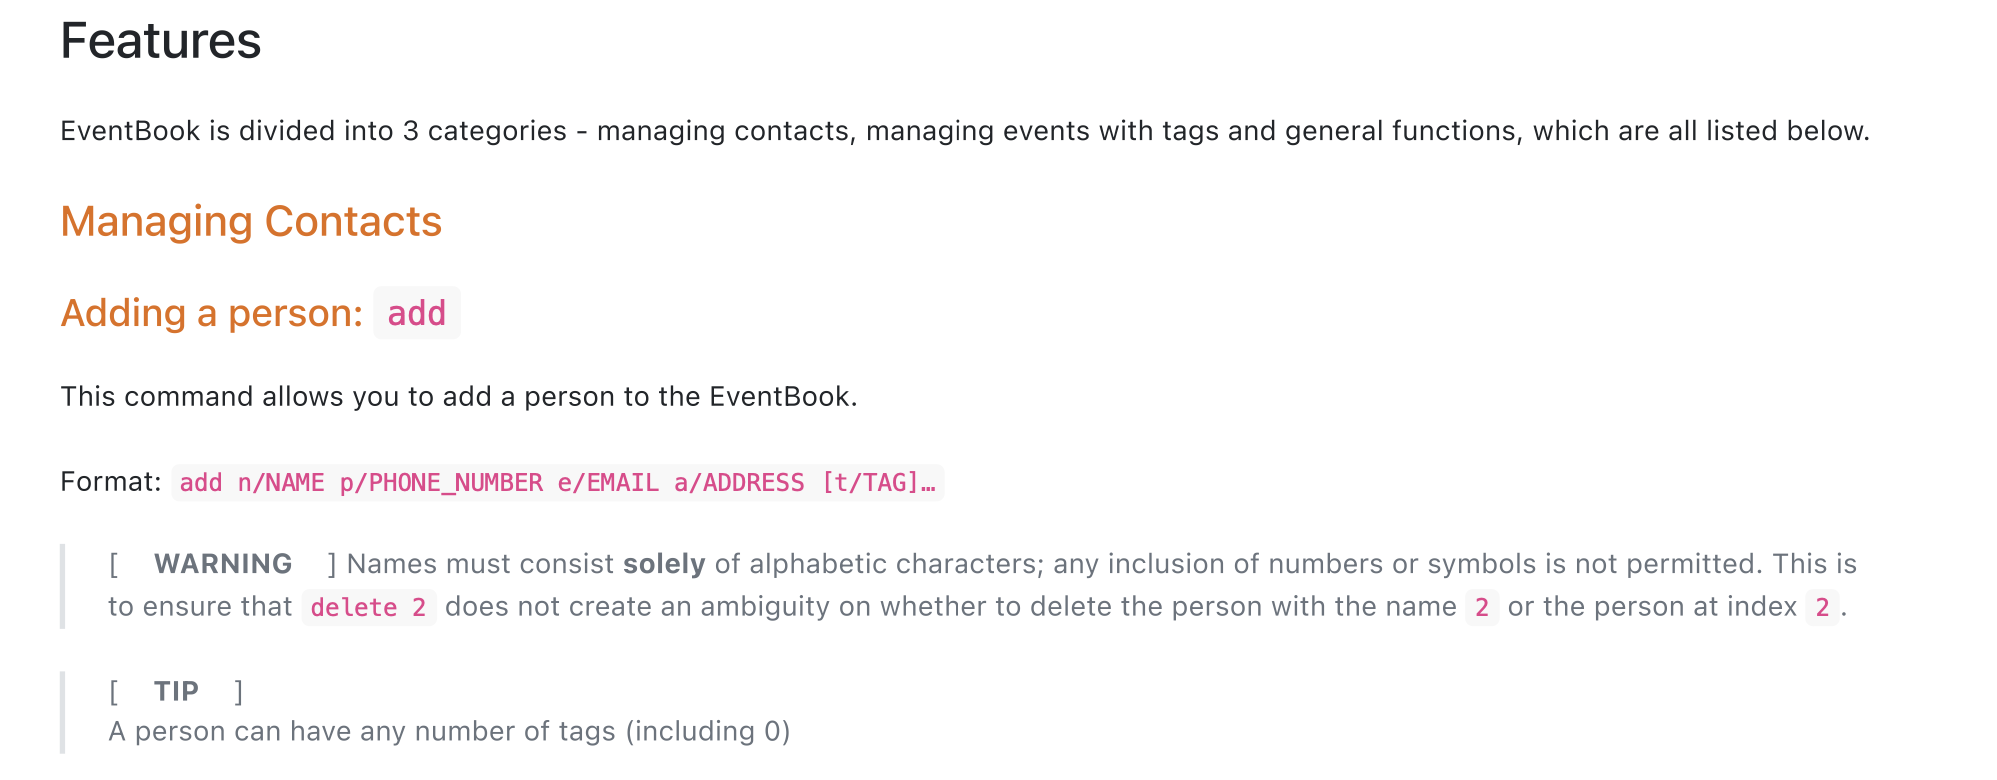 Features
EventBook is divided into 3 categories - managing contacts, managing events with tags and general functions, which are all listed below.
Managing Contacts
Adding a person: add
This command allows you to add a person to the EventBook.
Format: add n/NAME p/PHONE_NUMBER e/EMAIL a/ADDRESS [t/TAG]…
[ WARNING ] Names must consist solely of alphabetic characters; any inclusion of numbers or symbols is not permitted. This is
to ensure that delete 2 does not create an ambiguity on whether to delete the person with the name 2 or the person at index 2.
[ TIP ]
A person can have any number of tags (including 0)